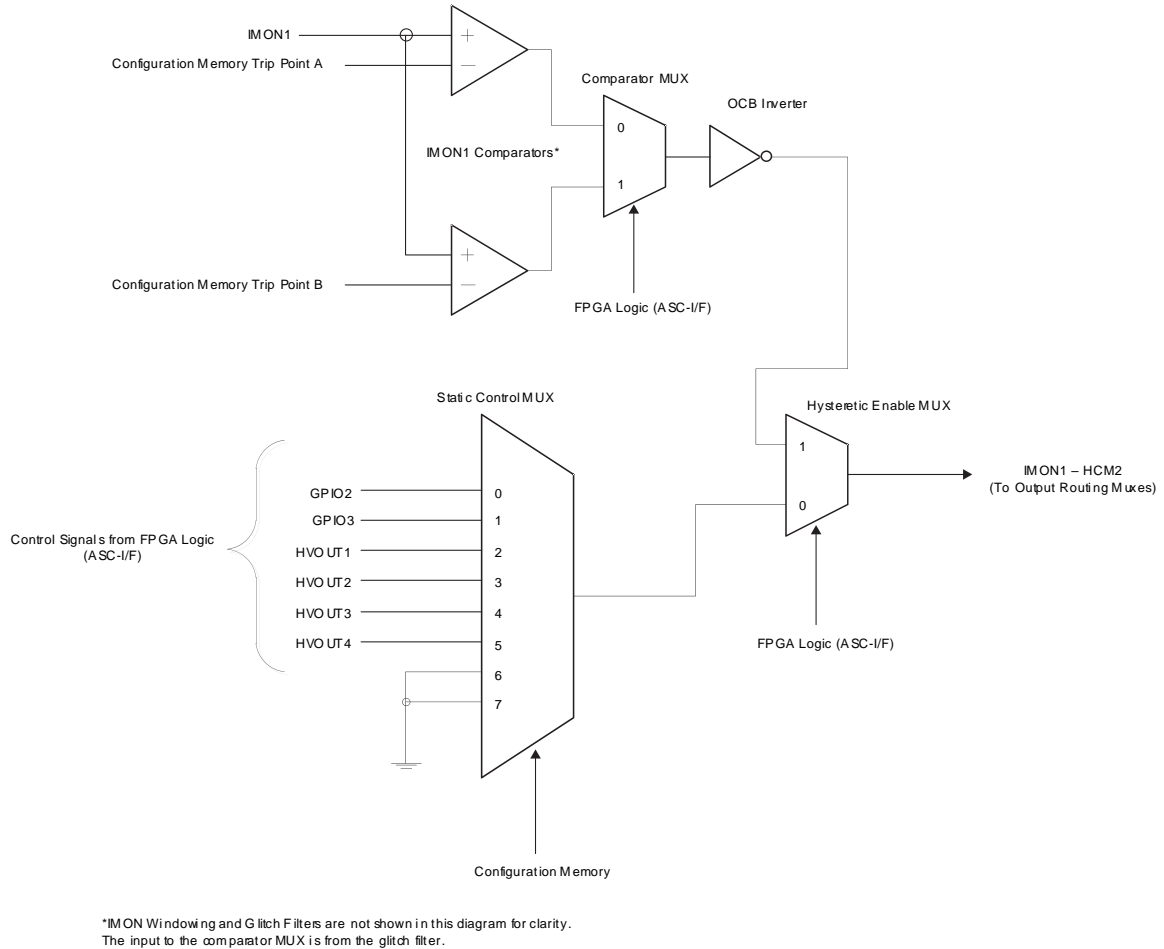 IMON1
+
Configuration Memory Trip Point A
−
Comparator MUX
OCB Inverter
0
IMON1 Comparators*
1
+
Configuration Memory Trip Point B
−
FPGA Logic (ASC-I/F)
Static Control MUX
Hysteretic Enable MUX
1
IMON1 – HCM2
(To Output Routing Muxes)
0
GPIO2
0
GPIO3
1
Control Signals from FPGA Logic
(ASC-I/F)
HVOUT1
2
HVOUT2
3
HVOUT3
4
HVOUT4
5
FPGA Logic (ASC-I/F)
6
7
Configuration Memory
*IMON Windowing and Glitch Filters are not shown in this diagram for clarity.
The input to the comparator MUX is from the glitch filter.